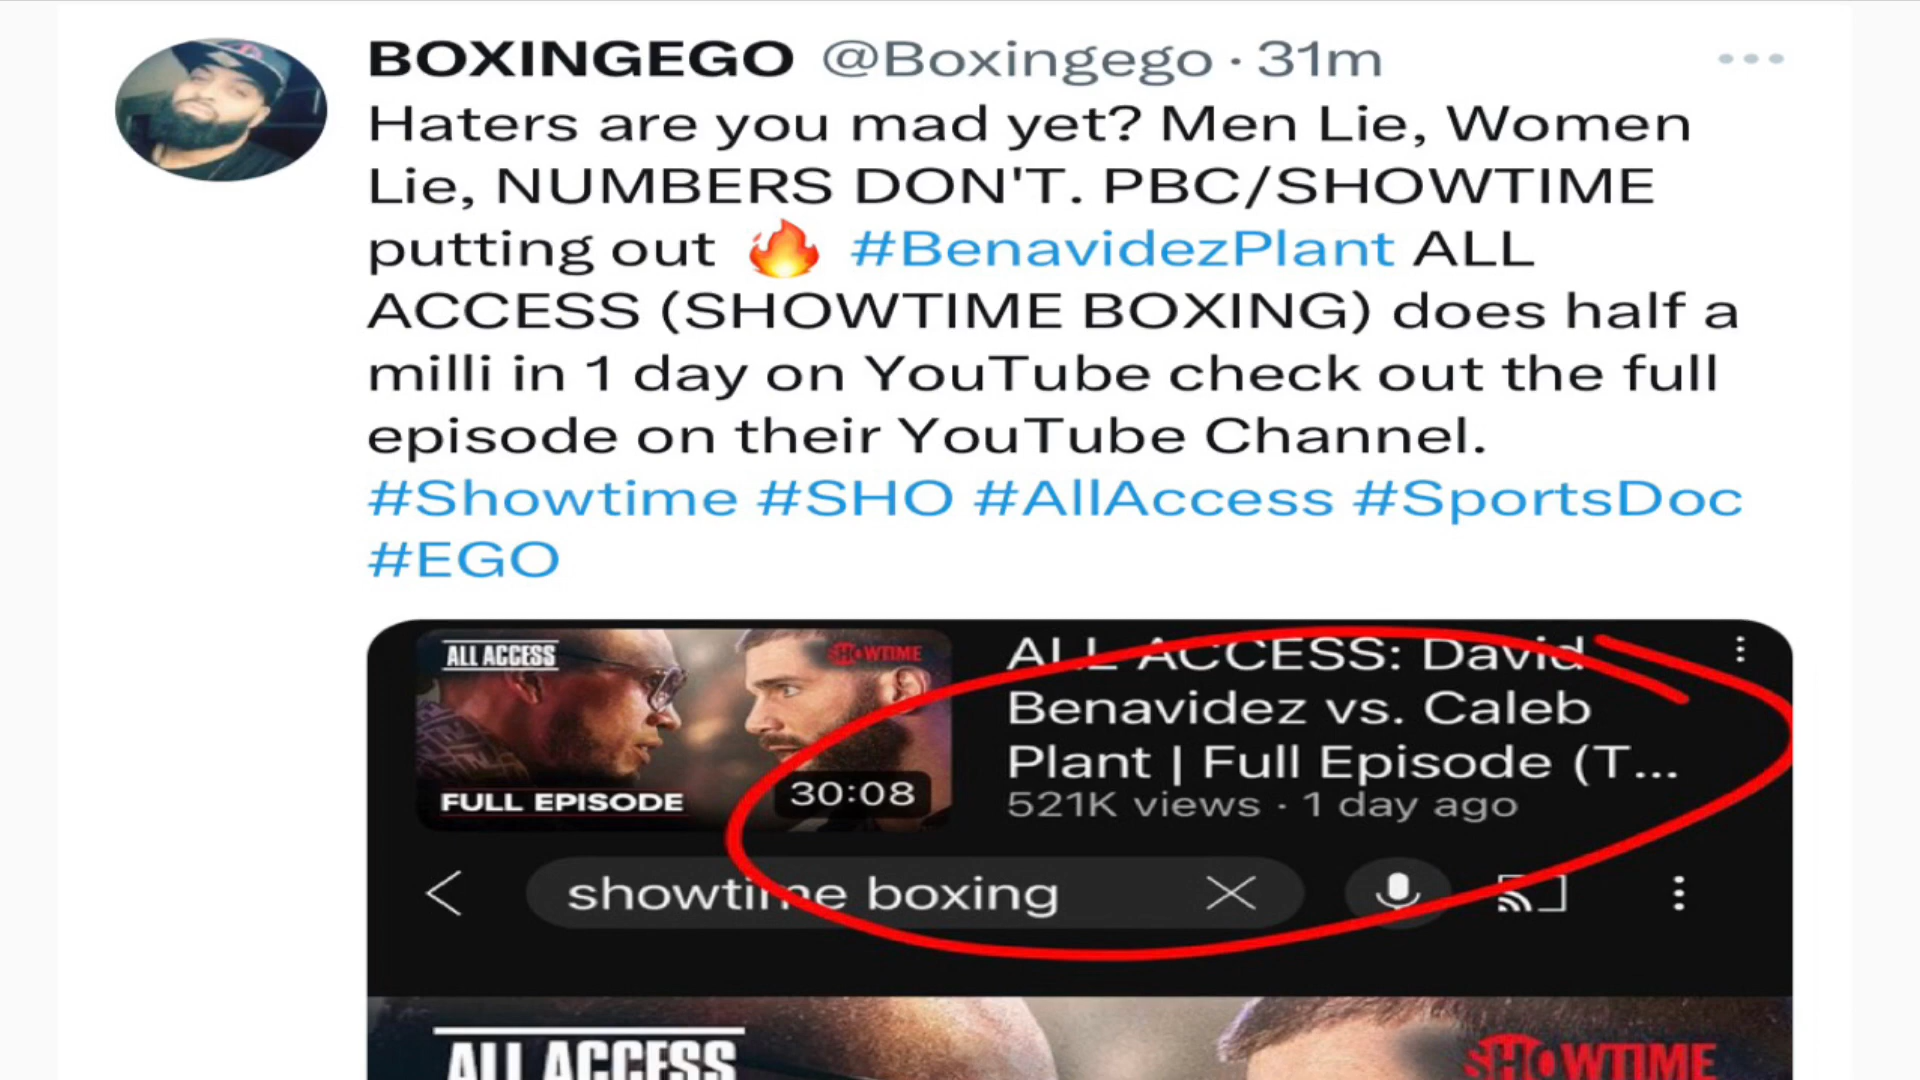 BOXINGEGO @Boxingego · 31m
Haters are you mad yet? Men Lie, Women
Lie, NUMBERS DON'T. PBC/SHOWTIME
putting out 🔥 #BenavidezPlant ALL
ACCESS (SHOWTIME BOXING) does half a
milli in 1 day on YouTube check out the full
episode on their YouTube Channel.
#Showtime #SHO #AllAccess #SportsDoc
#EGO
ALL ACCESS
SHOWTIME
FULL EPISODE
30:08
ALL ACCESS: David
Benavidez vs. Caleb
Plant | Full Episode (T...
521K views · 1 day ago
showtime boxing
ALL ACCESS
SHOWTIME